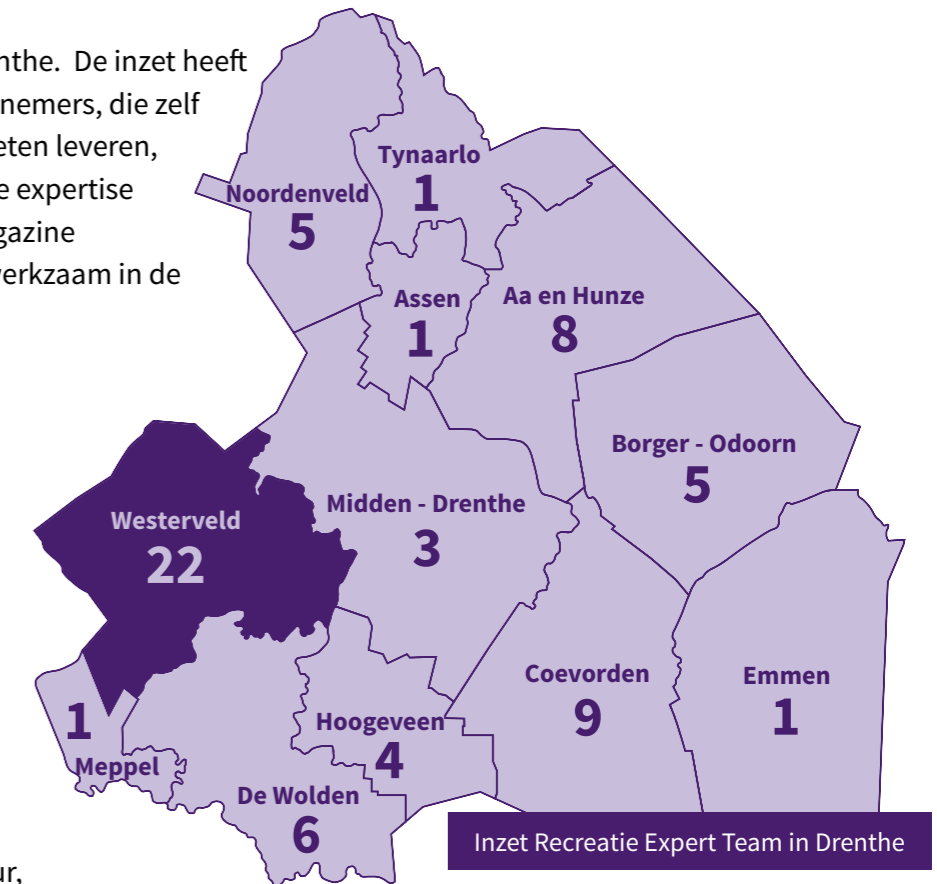 nthe. De inzet heeft
nemers, die zelf
eten leveren,
e expertise
gazine
verkzaam in de
Tynaarlo
1
Noordenveld
5
Assen
1
Aa en Hunze
8
Borger - Odoorn
5
Westerveld
22
Midden - Drenthe
3
Coevorden
9
Emmen
1
1
Meppel
Hoogeveen
4
De Wolden
6
Inzet Recreatie Expert Team in Drenthe
ur,